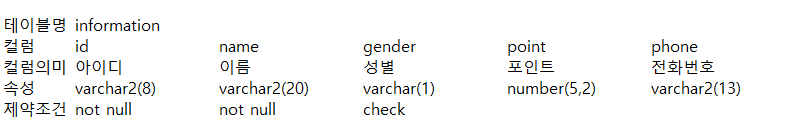 테이블명 information
컬럼 id name gender point phone
컬럼의미 아이디 이름 성별 포인트 전화번호
속성 varchar2(8) varchar2(20) varchar(1) number(5,2) varchar2(13)
제약조건 not null not null check